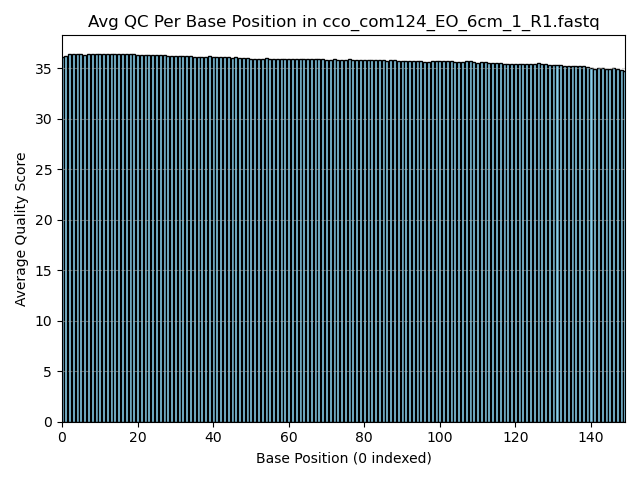 Avg QC Per Base Position in cco_com124_EO_6cm_1_R1.fastq
Average Quality Score
35
30
25
20
15
10
5
0
0 20 40 60 80 100 120 140
Base Position (0 indexed)